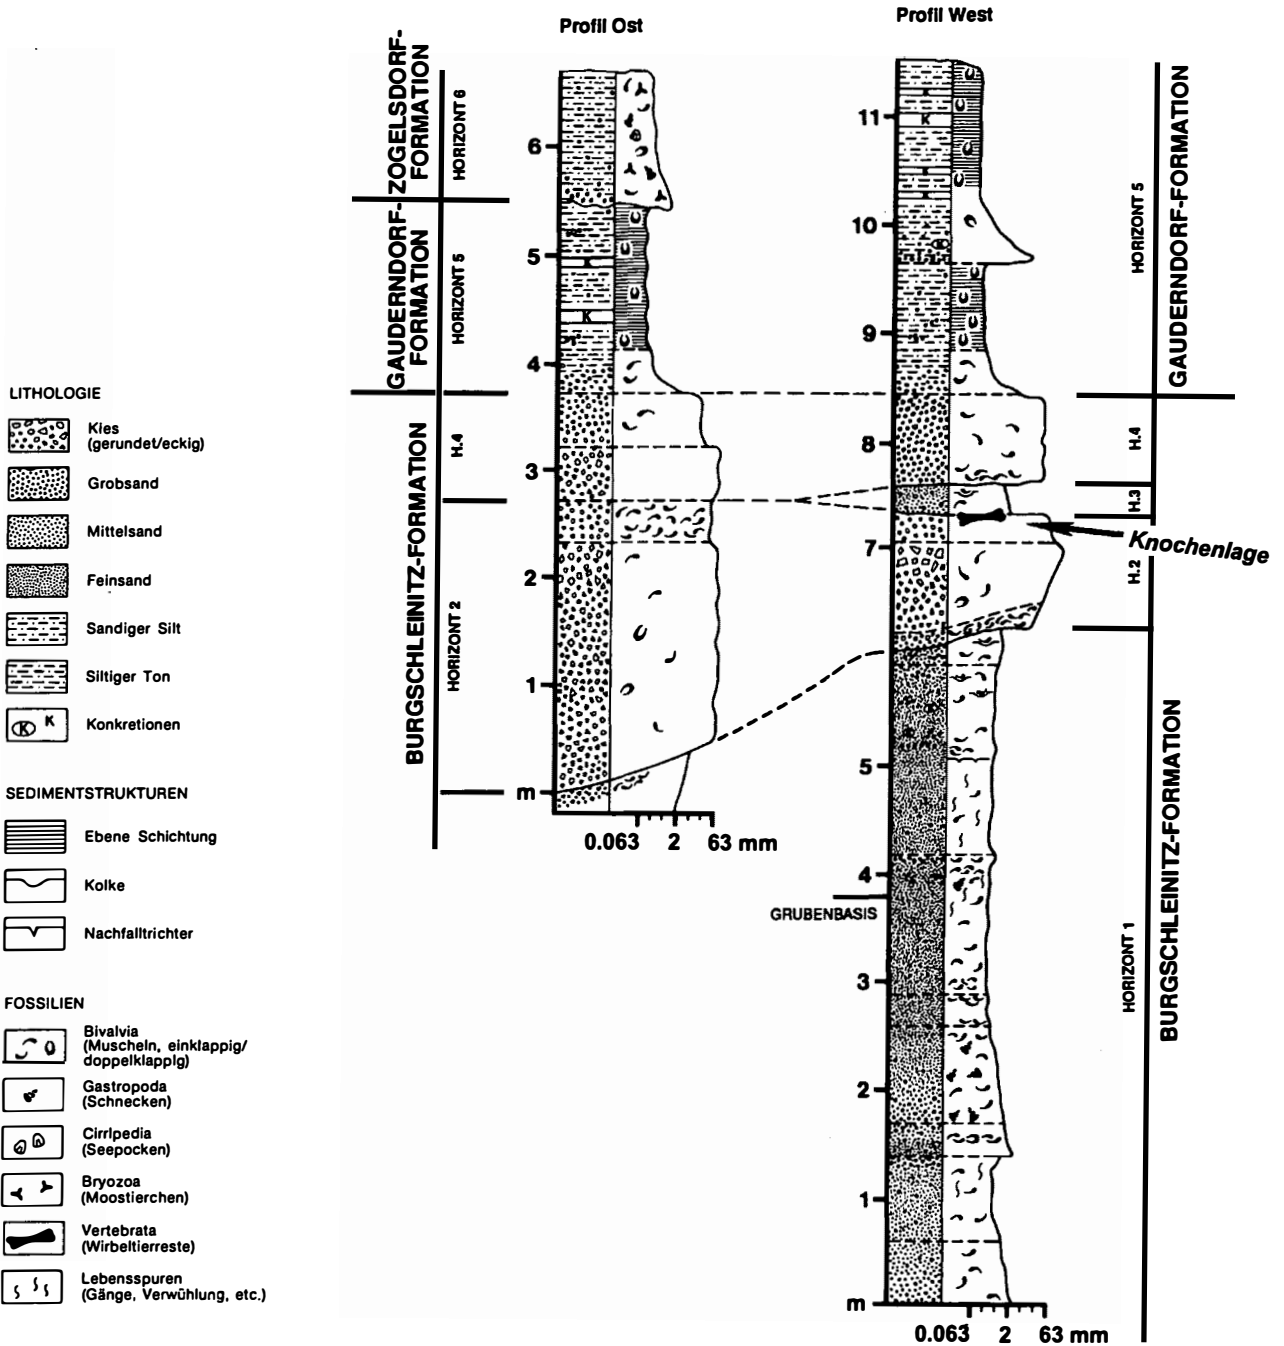 Profil Ost
Profil West
ZOGELSDORF-
FORMATION
HORIZONT 6
GAUDERNDORF-
FORMATION
HORIZONT 5
BURGSCHLEINITZ-FORMATION
H.4
HORIZONT 2
6
5
4
3
2
1
m
K
K
0.063 2 63 mm
11
10
9
8
7
5
4
3
2
1
m
K
K
GRUBENBASIS
0.063 2 63 mm
HORIZONT 5
GAUDERNDORF-FORMATION
H.4
H.3
Knochenlage
H.2
HORIZONT 1
BURGSCHLEINITZ-FORMATION
LITHOLOGIE
Kies
(gerundet/eckig)
Grobsand
Mittelsand
Feinsand
Sandiger Silt
Siltiger Ton
K K
Konkretionen
SEDIMENTSTRUKTUREN
Ebene Schichtung
Kolke
Nachfalltrichter
FOSSILIEN
Bivalvia
(Muscheln, einklappig/
doppelklappig)
Gastropoda
(Schnecken)
Cirripedia
(Seepocken)
Bryozoa
(Moostierchen)
Vertebrata
(Wirbeltierreste)
Lebensspuren
(Gänge, Verwühlung, etc.)